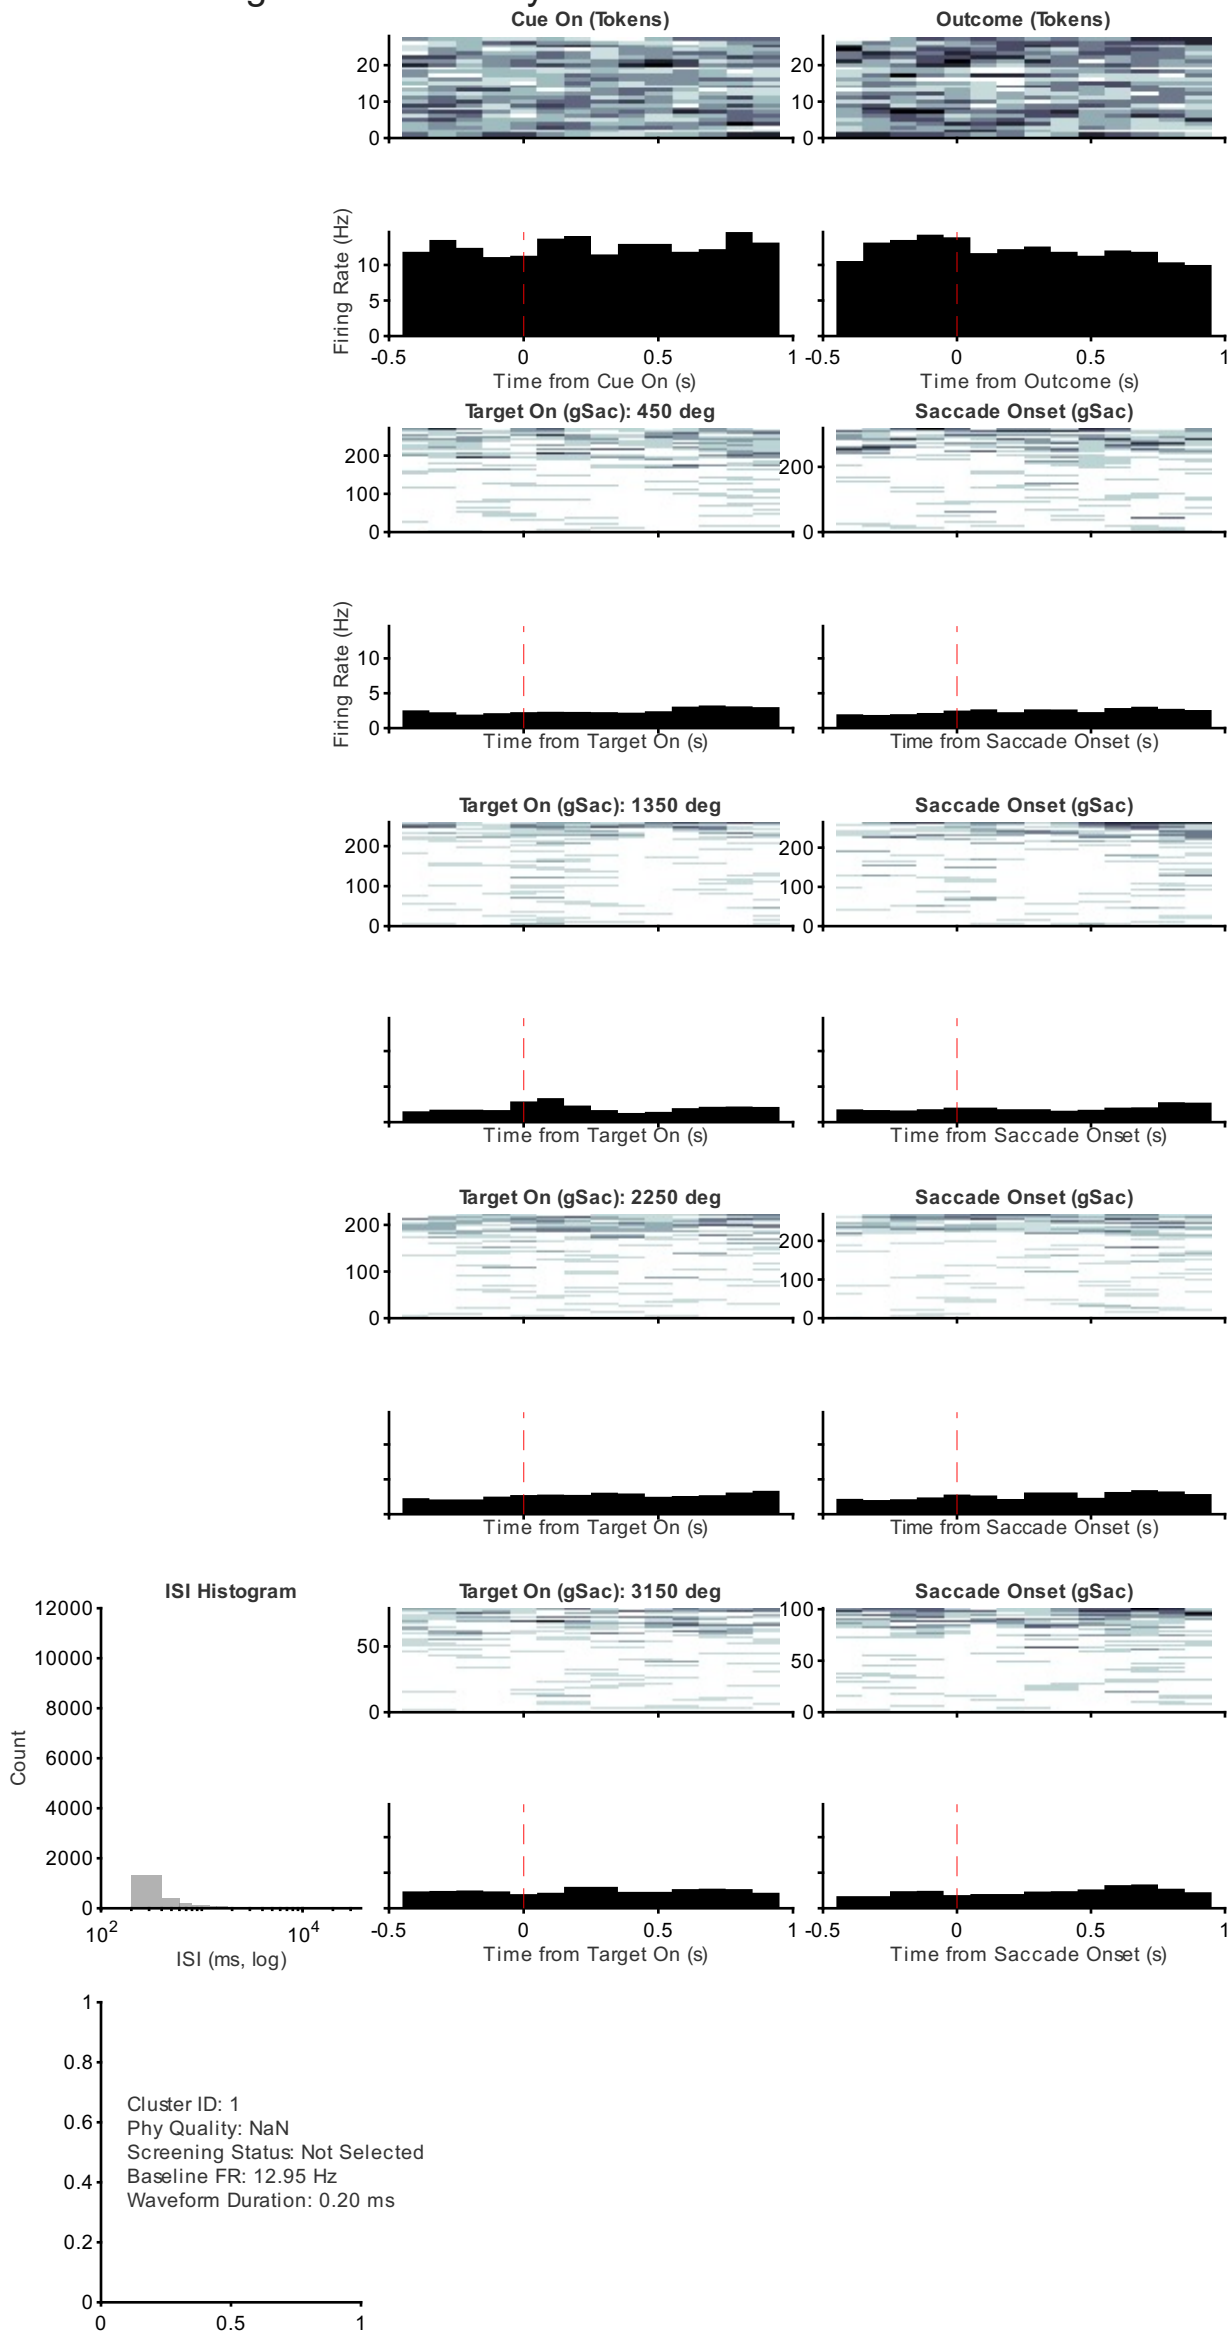 Cue On (Tokens)
Outcome (Tokens)
20
10
0
20
10
0
Firing Rate (Hz)
10
5
0
-0.5
0
0.5
1
-0.5
0
0.5
1
Time from Cue On (s)
Time from Outcome (s)
Target On (gSac): 450 deg
Saccade Onset (gSac)
200
100
0
200
0
Firing Rate (Hz)
10
5
0
Time from Target On (s)
Time from Saccade Onset (s)
Target On (gSac): 1350 deg
Saccade Onset (gSac)
200
100
0
200
100
0
Time from Target On (s)
Time from Saccade Onset (s)
Target On (gSac): 2250 deg
Saccade Onset (gSac)
200
100
0
200
100
0
Time from Target On (s)
Time from Saccade Onset (s)
ISI Histogram
Target On (gSac): 3150 deg
Saccade Onset (gSac)
12000
10000
8000
6000
4000
2000
0
Count
10^2
10^4
ISI (ms, log)
50
0
100
50
0
-0.5
0
0.5
1
-0.5
0
0.5
1
Time from Target On (s)
Time from Saccade Onset (s)
1
0.8
0.6
0.4
0.2
0
Cluster ID: 1
Phy Quality: NaN
Screening Status: Not Selected
Baseline FR: 12.95 Hz
Waveform Duration: 0.20 ms
0
0.5
1